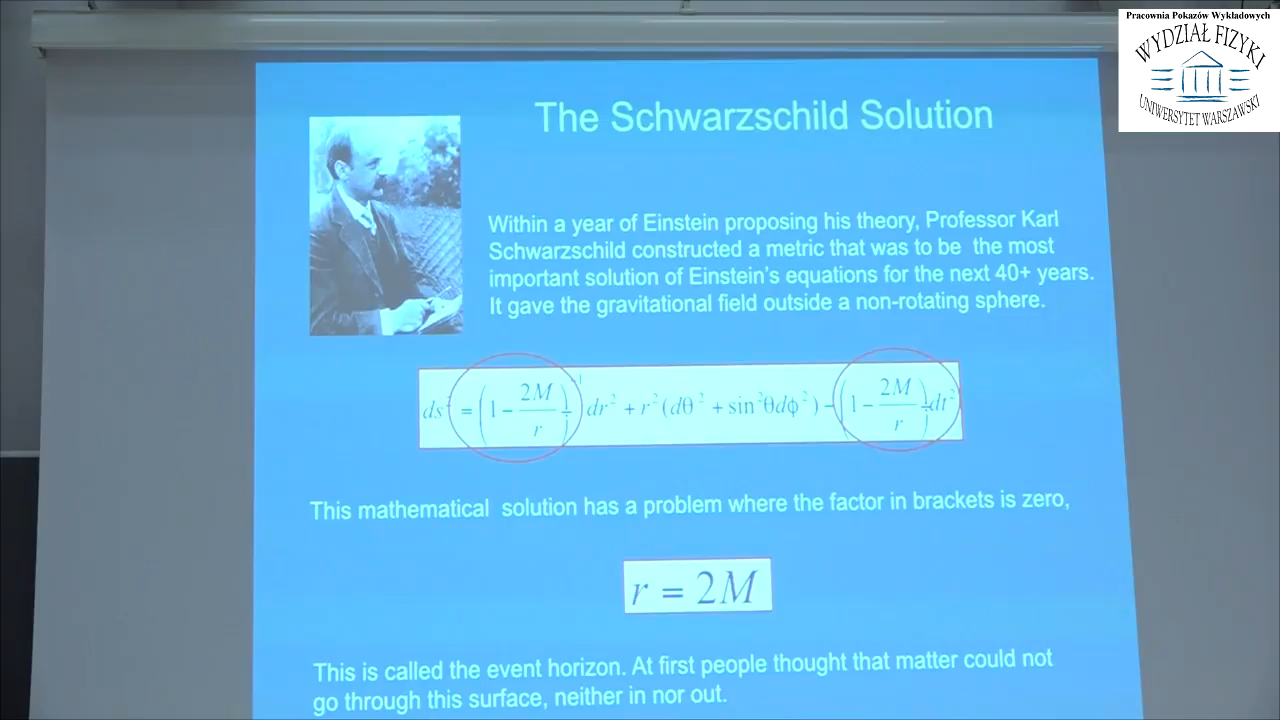 Pracownia Pokazów Wykładowych
WYDZIAŁ FIZYKI
UNIWERSYTET WARSZAWSKI
The Schwarzschild Solution
Within a year of Einstein proposing his theory, Professor Karl
Schwarzschild constructed a metric that was to be the most
important solution of Einstein's equations for the next 40+ years.
It gave the gravitational field outside a non-rotating sphere.
ds² = (1 − 2M/r)⁻¹ dr² + r²(dθ² + sin²θdϕ²) − (1 − 2M/r)dt²
This mathematical solution has a problem where the factor in brackets is zero,
r = 2M
This is called the event horizon. At first people thought that matter could not
go through this surface, neither in nor out.